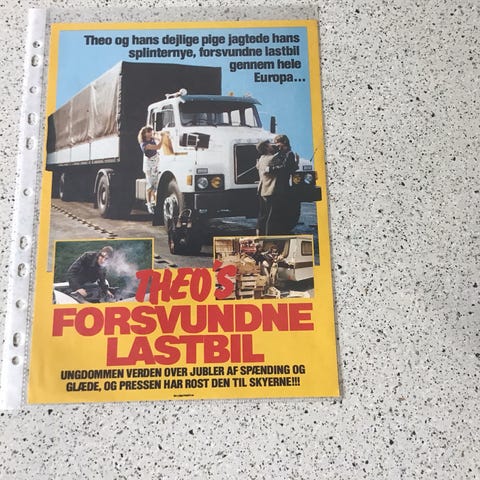 Theo og hans dejlige pige jagtede hans
splinternye, forsvundne lastbil
gennem hele
Europa...
THEO'S
FORSVUNDNE
LASTBIL
UNGDOMMEN VERDEN OVER JUBLER AF SPÆNDING OG
GLÆDE, OG PRESSEN HAR ROST DEN TIL SKYERNE!!!